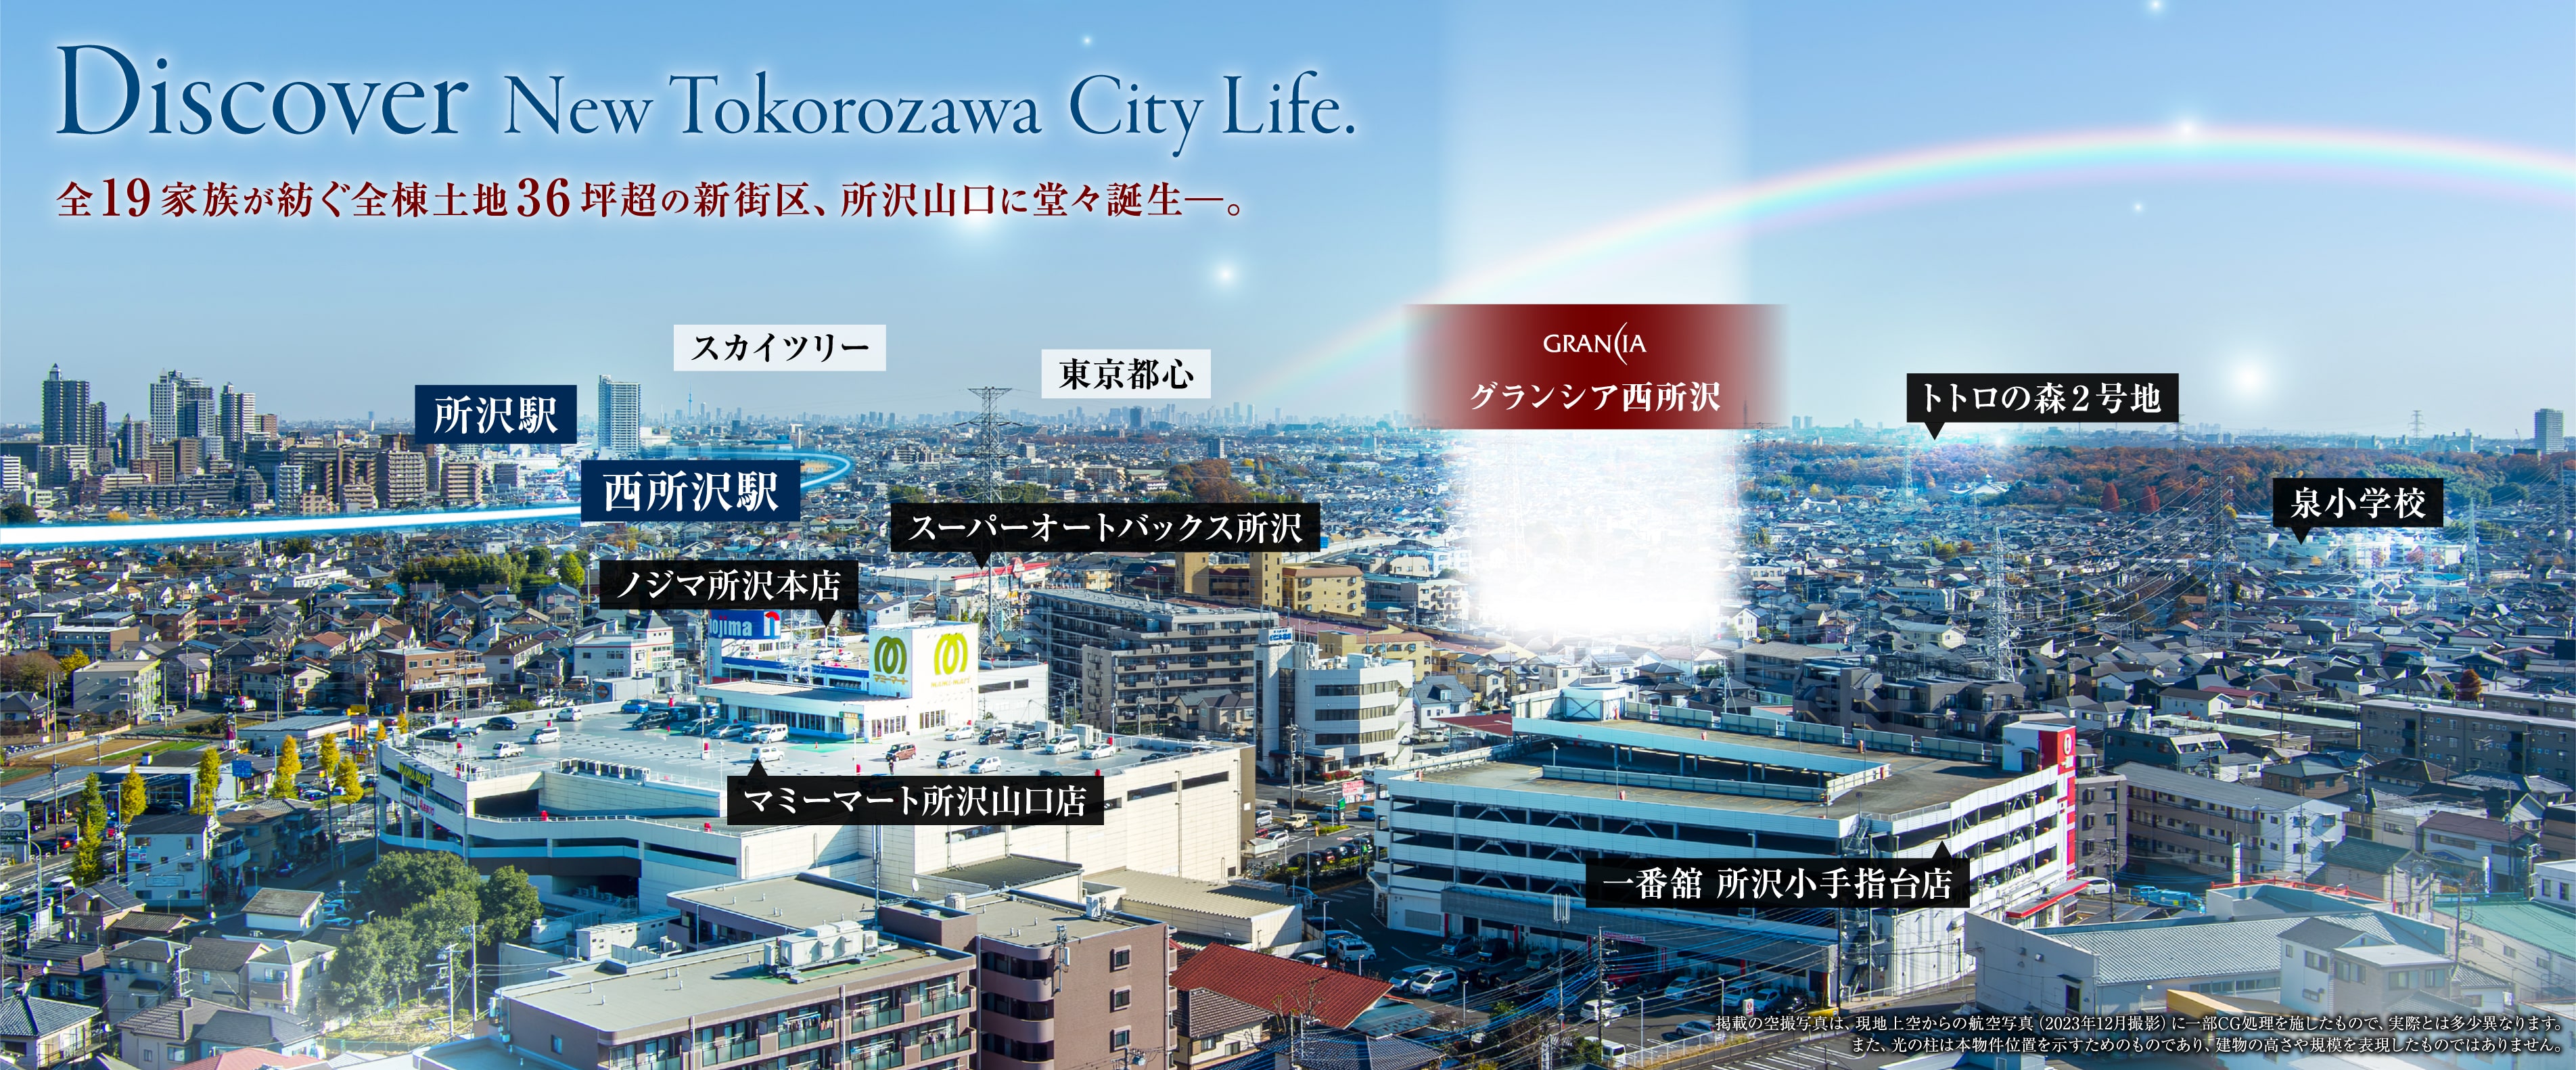 Discover New Tokorozawa City Life.
全19家族が紡ぐ全棟土地36坪超の新街区、所沢山口に堂々誕生―。
スカイツリー
東京都心
GRANCIA
グランシア西所沢
所沢駅
トトロの森2号地
西所沢駅
泉小学校
スーパーオートバックス所沢
ノジマ所沢本店
ojima
マミーマート
MAMI MART
マミーマート所沢山口店
一番舘 所沢小手指台店
掲載の空撮写真は、現地上空からの航空写真（2023年12月撮影）に一部CG処理を施したもので、実際とは多少異なります。
また、光の柱は本物件位置を示すためのものであり、建物の高さや規模を表現したものではありません。